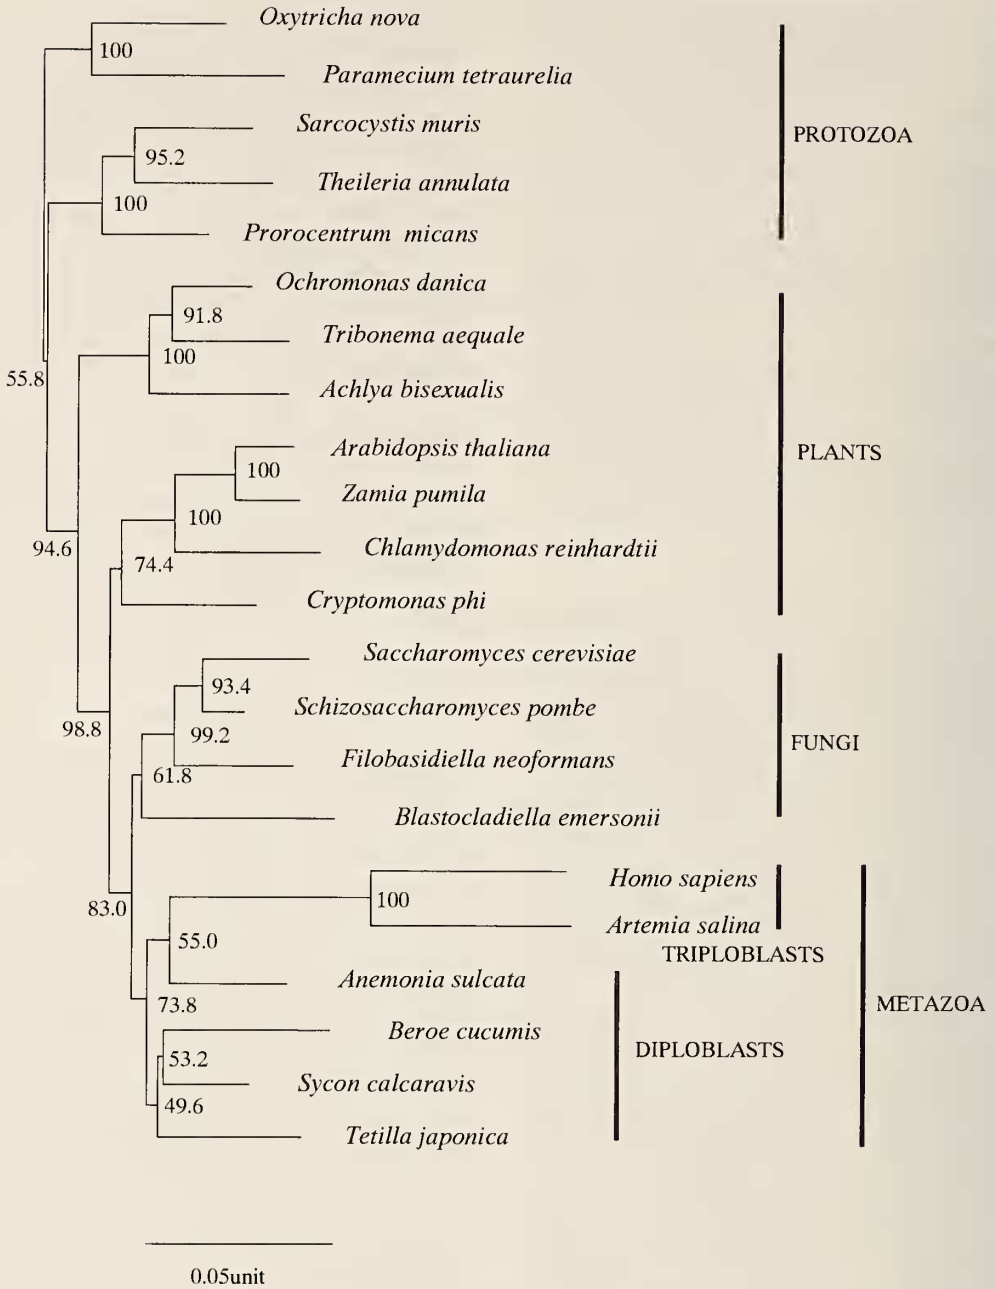 Oxytricha nova
100
Paramecium tetraurelia
Sarcocystis muris
PROTOZOA
95.2
Theileria annulata
100
Prorocentrum micans
Ochromonas danica
91.8
Tribonema aequale
100
55.8
Achlya bisexualis
Arabidopsis thaliana
PLANTS
100
Zamia pumila
100
94.6
Chlamydomonas reinhardtii
74.4
Cryptomonas phi
Saccharomyces cerevisiae
93.4
Schizosaccharomyces pombe
98.8
99.2
FUNGI
Filobasidiella neoformans
61.8
Blastocladiella emersonii
Homo sapiens
100
83.0
Artemia salina
55.0
TRIPLOBLASTS
Anemonia sulcata
73.8
METAZOA
Beroe cucumis
DIPLOBLASTS
53.2
Sycon calcaravis
49.6
Tetilla japonica
0.05unit